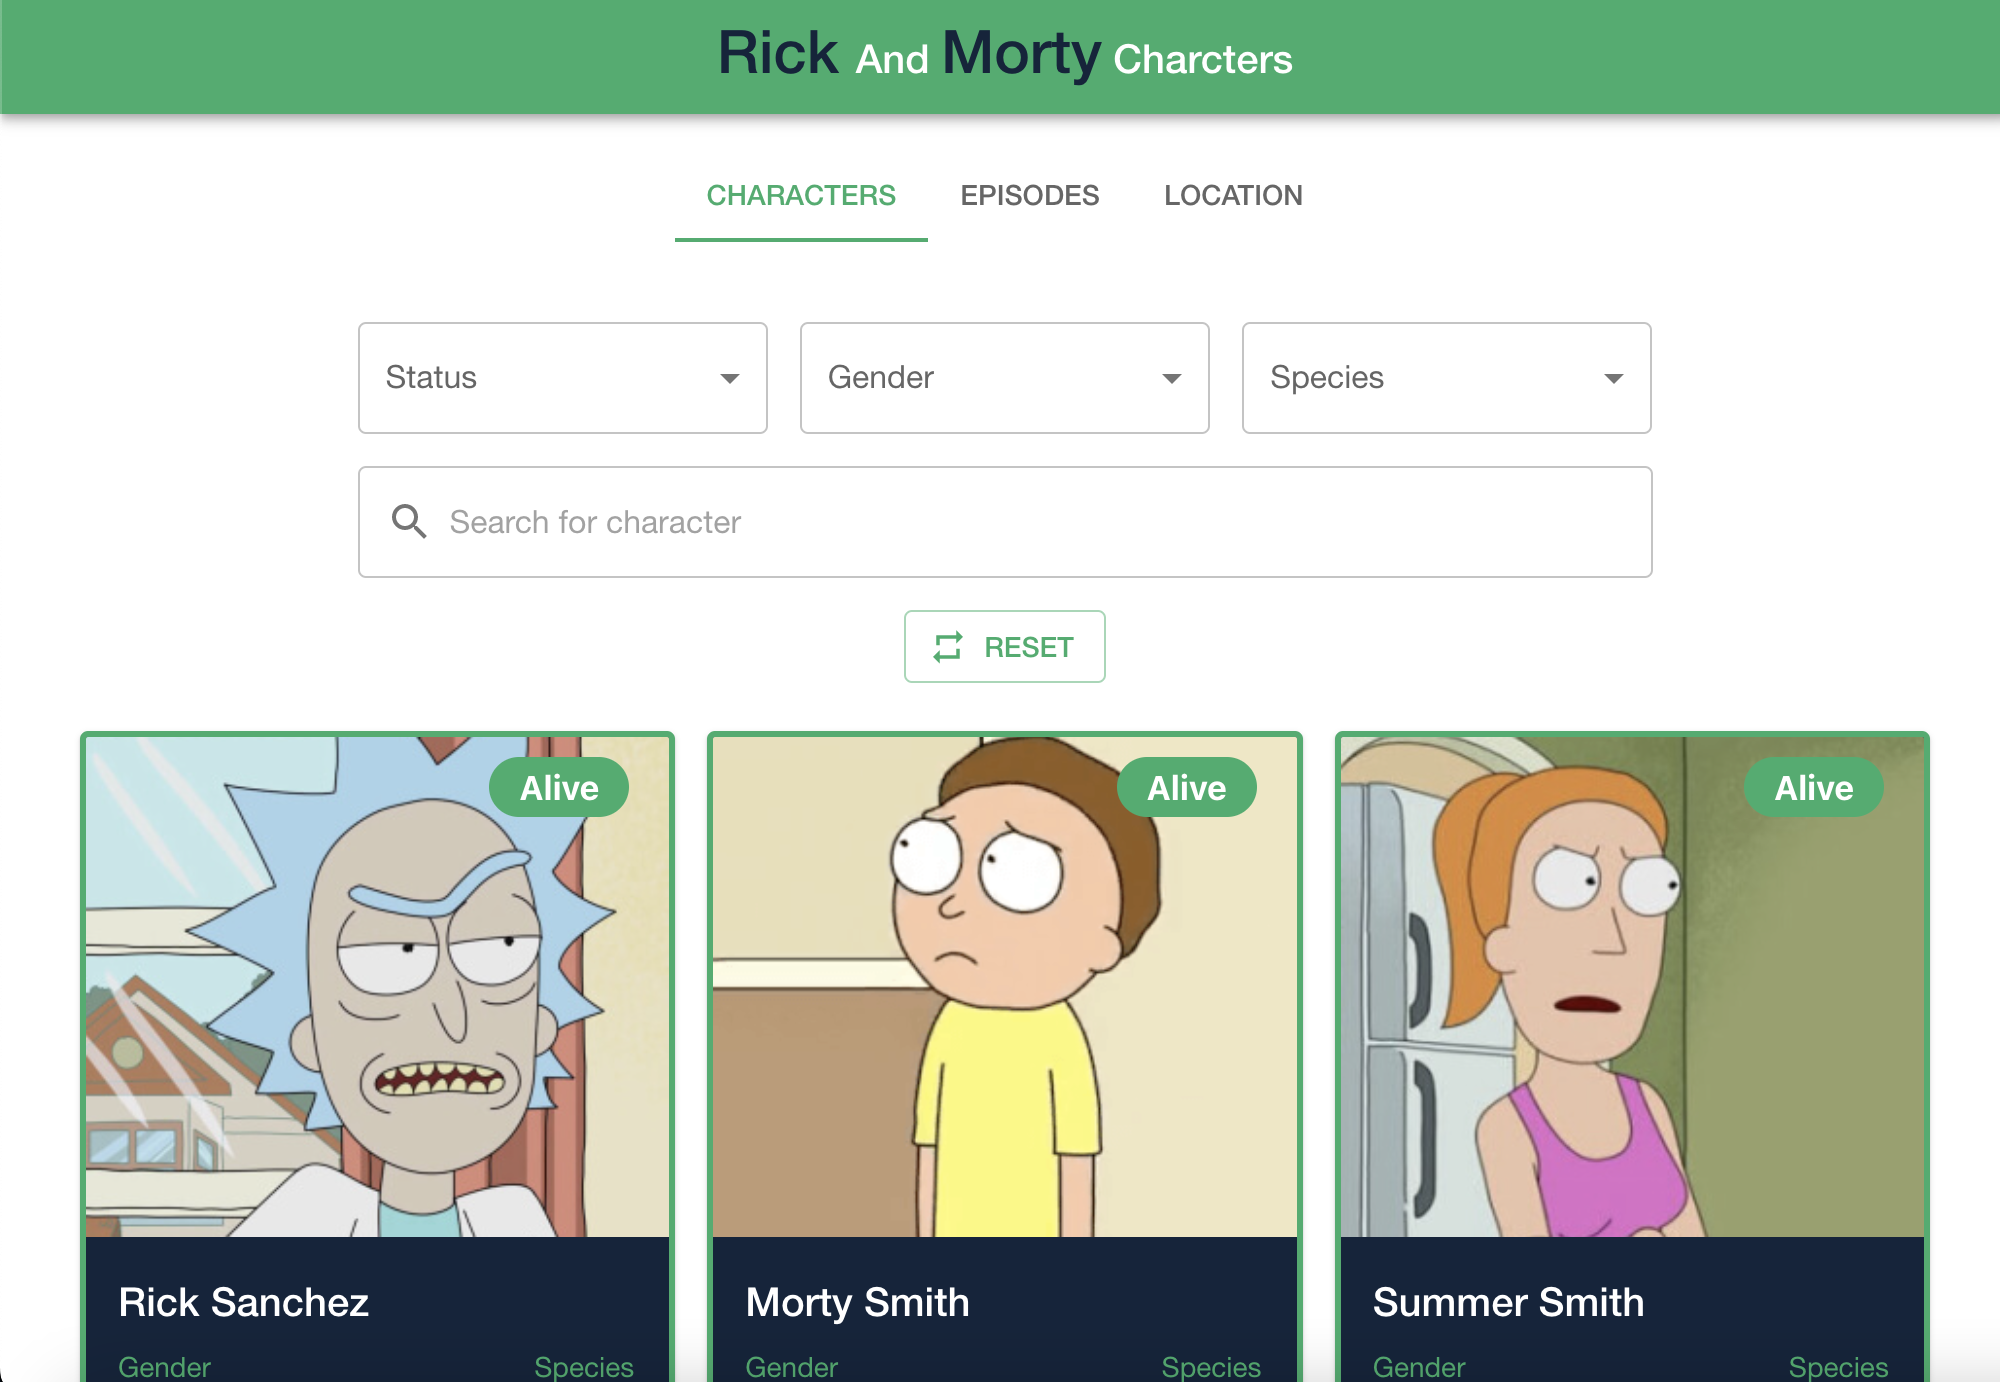 Rick And Morty Charcters
CHARACTERS EPISODES LOCATION
Status Gender Species
Search for character
RESET
Alive Alive Alive
Rick Sanchez Morty Smith Summer Smith
Gender Species Gender Species Gender Species